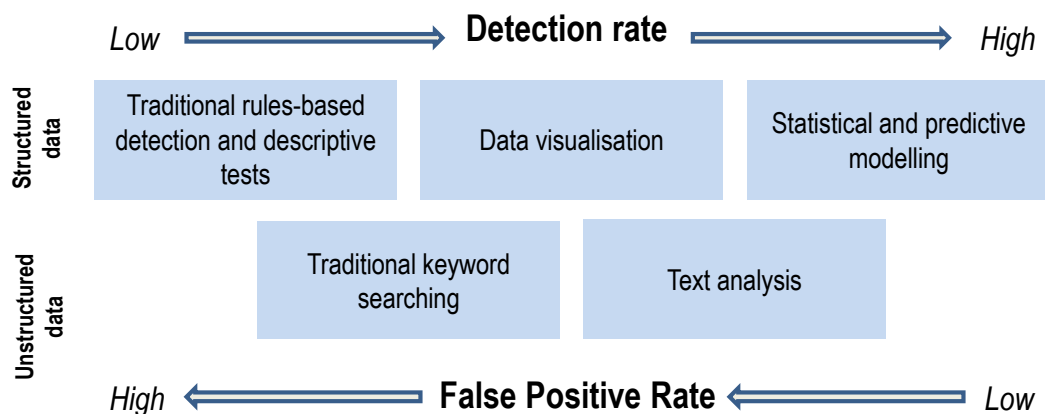 Low
Detection rate
High
Structured
data
Traditional rules-based
detection and descriptive
tests
Data visualisation
Statistical and predictive
modelling
Unstructured
data
Traditional keyword
searching
Text analysis
High
False Positive Rate
Low